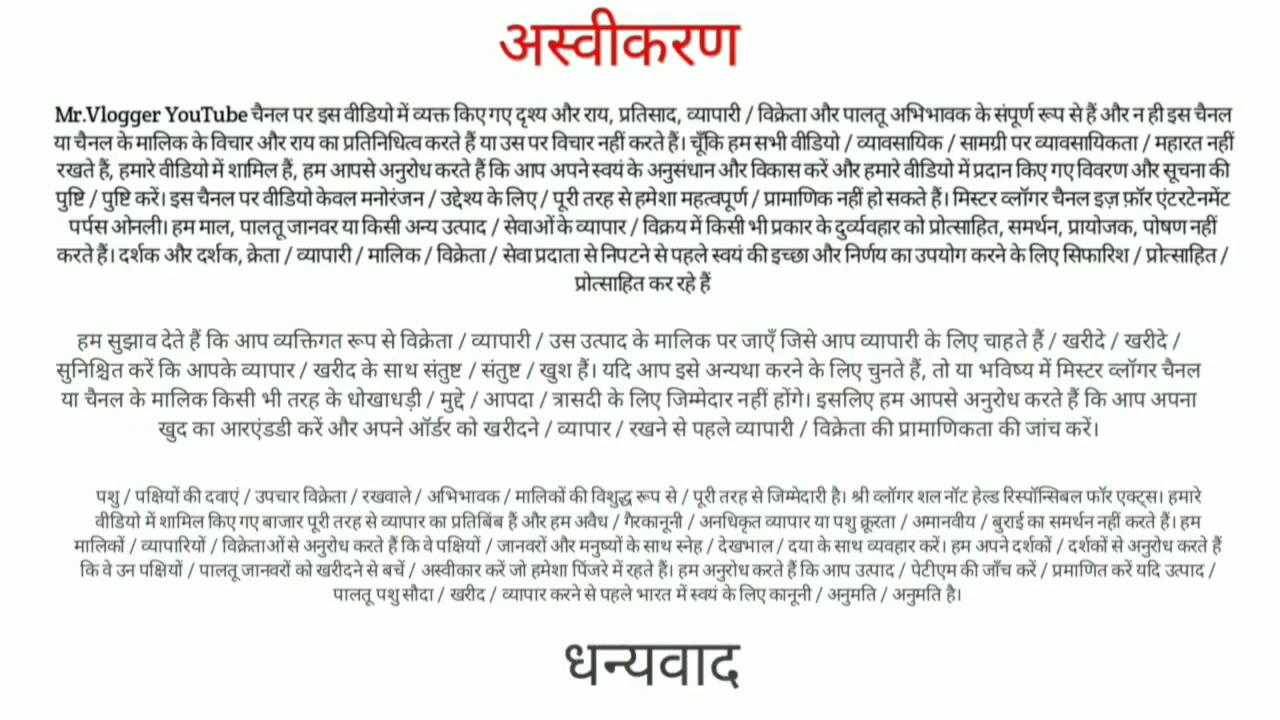 अस्वीकरण
Mr.Vlogger YouTube चैनल पर इस वीडियो में व्यक्त किए गए दृश्य और राय, प्रतिसाद, व्यापारी / विक्रेता और पालतू अभिभावक के संपूर्ण रूप से हैं और न ही इस चैनल
या चैनल के मालिक के विचार और राय का प्रतिनिधित्व करते हैं या उस पर विचार नहीं करते हैं। चूँकि हम सभी वीडियो / व्यावसायिक / सामग्री पर व्यावसायिकता / महारत नहीं
रखते हैं, हमारे वीडियो में शामिल हैं, हम आपसे अनुरोध करते हैं कि आप अपने स्वयं के अनुसंधान और विकास करें और हमारे वीडियो में प्रदान किए गए विवरण और सूचना की
पुष्टि / पुष्टि करें। इस चैनल पर वीडियो केवल मनोरंजन / उद्देश्य के लिए / पूरी तरह से हमेशा महत्वपूर्ण / प्रामाणिक नहीं हो सकते हैं। मिस्टर व्लॉगर चैनल इज़ फ़ॉर एंटरटेनमेंट
पर्पस ओनली। हम माल, पालतू जानवर या किसी अन्य उत्पाद / सेवाओं के व्यापार / विक्रय में किसी भी प्रकार के दुर्व्यवहार को प्रोत्साहित, समर्थन, प्रायोजक, पोषण नहीं
करते हैं। दर्शक और दर्शक, क्रेता / व्यापारी / मालिक / विक्रेता / सेवा प्रदाता से निपटने से पहले स्वयं की इच्छा और निर्णय का उपयोग करने के लिए सिफारिश / प्रोत्साहित /
प्रोत्साहित कर रहे हैं
हम सुझाव देते हैं कि आप व्यक्तिगत रूप से विक्रेता / व्यापारी / उस उत्पाद के मालिक पर जाएँ जिसे आप व्यापारी के लिए चाहते हैं / खरीदे / खरीदे /
सुनिश्चित करें कि आपके व्यापार / खरीद के साथ संतुष्ट / संतुष्ट / खुश हैं। यदि आप इसे अन्यथा करने के लिए चुनते हैं, तो या भविष्य में मिस्टर व्लॉगर चैनल
या चैनल के मालिक किसी भी तरह के धोखाधड़ी / मुद्दे / आपदा / त्रासदी के लिए जिम्मेदार नहीं होंगे। इसलिए हम आपसे अनुरोध करते हैं कि आप अपना
खुद का आरएंडडी करें और अपने ऑर्डर को खरीदने / व्यापार / रखने से पहले व्यापारी / विक्रेता की प्रामाणिकता की जांच करें।
पशु / पक्षियों की दवाएं / उपचार विक्रेता / रखवाले / अभिभावक / मालिकों की विशुद्ध रूप से / पूरी तरह से जिम्मेदारी है। श्री व्लॉगर शल नॉट हेल्ड रिस्पॉन्सिबल फॉर एक्ट्स। हमारे
वीडियो में शामिल किए गए बाजार पूरी तरह से व्यापार का प्रतिबिंब हैं और हम अवैध / गैरकानूनी / अनधिकृत व्यापार या पशु क्रूरता / अमानवीय / बुराई का समर्थन नहीं करते हैं। हम
मालिकों / व्यापारियों / विक्रेताओं से अनुरोध करते हैं कि वे पक्षियों / जानवरों और मनुष्यों के साथ स्नेह / देखभाल / दया के साथ व्यवहार करें। हम अपने दर्शकों / दर्शकों से अनुरोध करते हैं
कि वे उन पक्षियों / पालतू जानवरों को खरीदने से बचें / अस्वीकार करें जो हमेशा पिंजरे में रहते हैं। हम अनुरोध करते हैं कि आप उत्पाद / पेटीएम की जाँच करें / प्रमाणित करें यदि उत्पाद /
पालतू पशु सौदा / खरीद / व्यापार करने से पहले भारत में स्वयं के लिए कानूनी / अनुमति / अनुमति है।
धन्यवाद